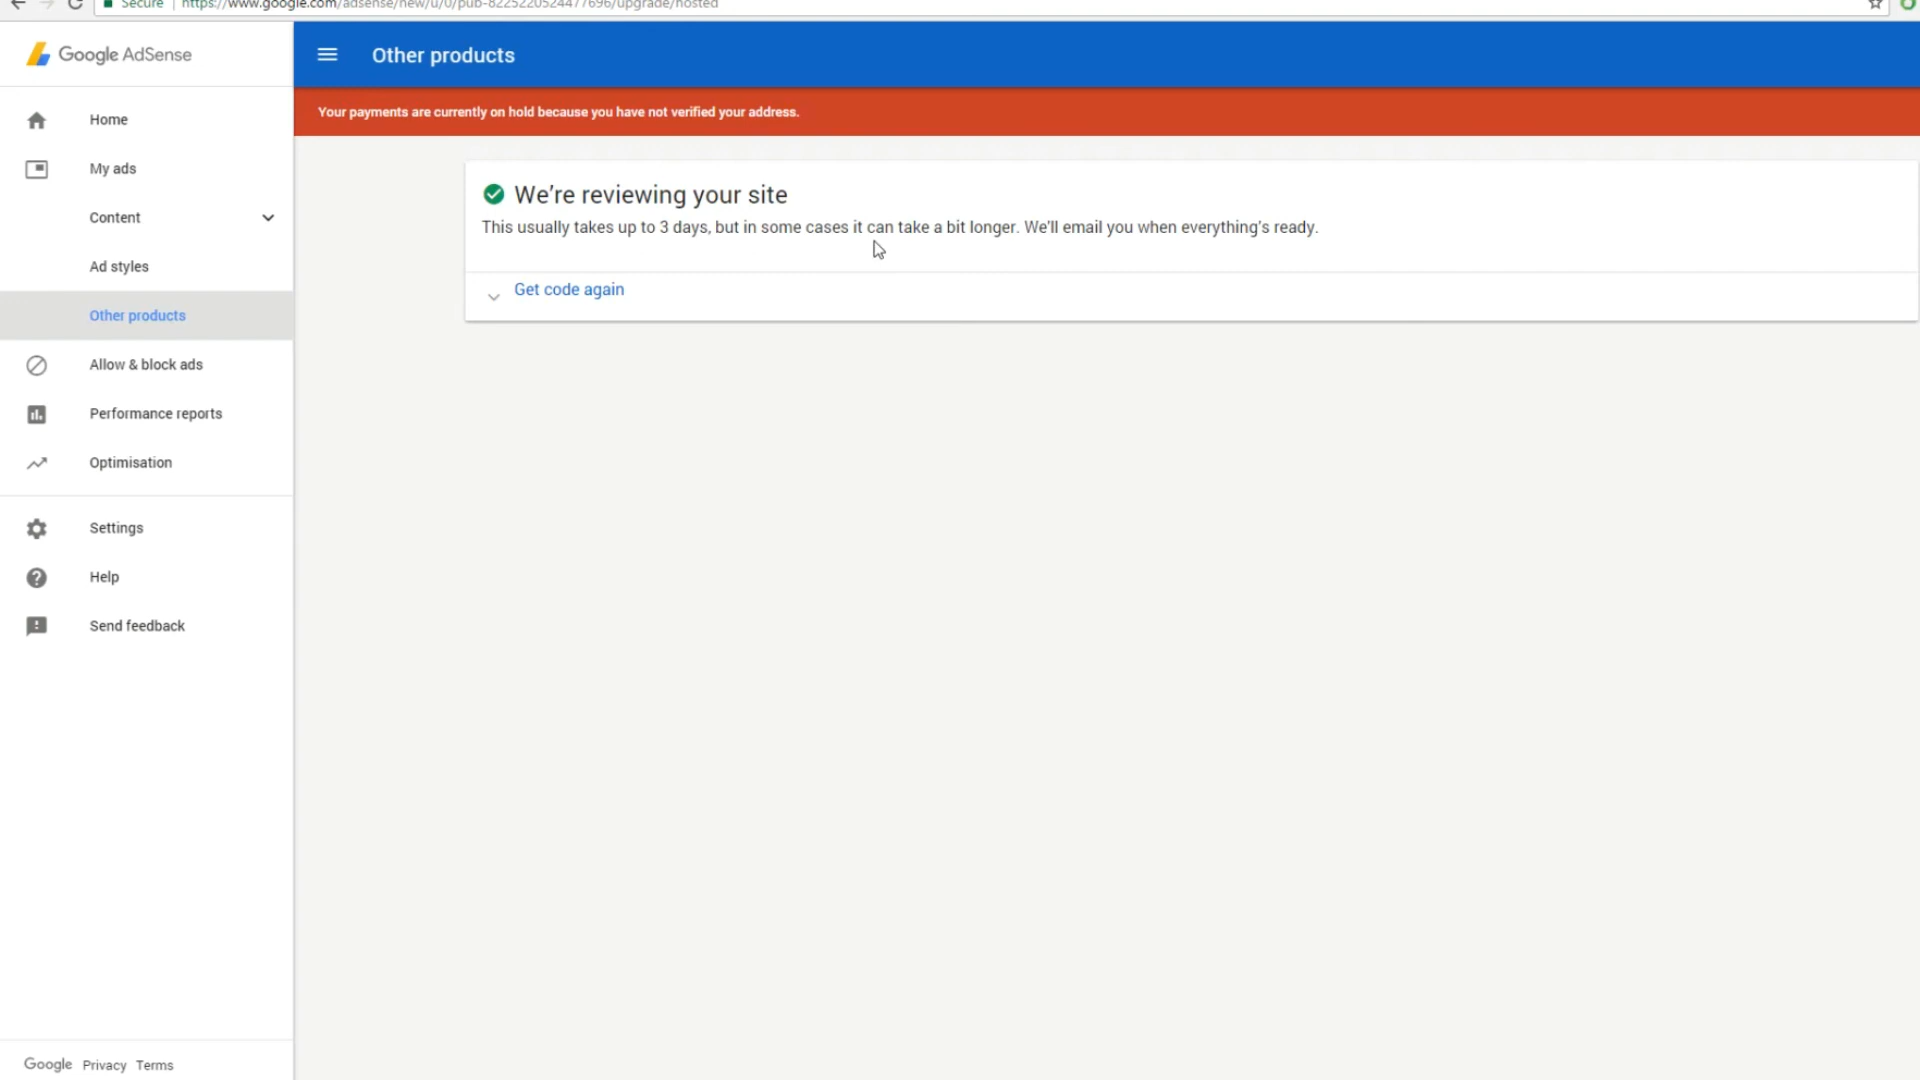 Secure | https://www.google.com/adsense/new/u/0/pub-8225220524477696/upgrade/hosted
Google AdSense
Other products
Your payments are currently on hold because you have not verified your address.
Home
My ads
Content
Ad styles
Other products
Allow & block ads
Performance reports
Optimisation
Settings
Help
Send feedback
We’re reviewing your site
This usually takes up to 3 days, but in some cases it can take a bit longer. We'll email you when everything's ready.
Get code again
Google Privacy Terms